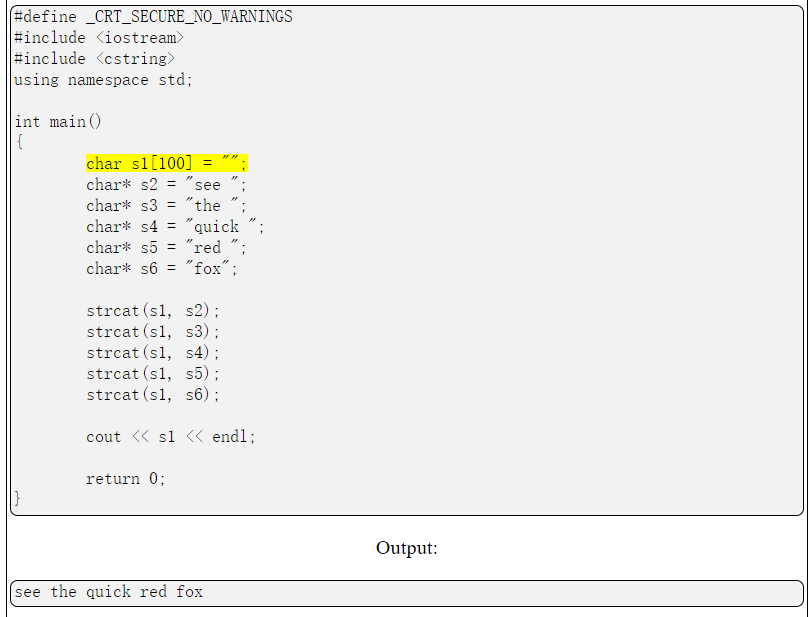 #define _CRT_SECURE_NO_WARNINGS
#include <iostream>
#include <cstring>
using namespace std;

int main()
{
        char s1[100] = "";
        char* s2 = "see ";
        char* s3 = "the ";
        char* s4 = "quick ";
        char* s5 = "red ";
        char* s6 = "fox";

        strcat(s1, s2);
        strcat(s1, s3);
        strcat(s1, s4);
        strcat(s1, s5);
        strcat(s1, s6);

        cout << s1 << endl;

        return 0;
}
Output:
see the quick red fox